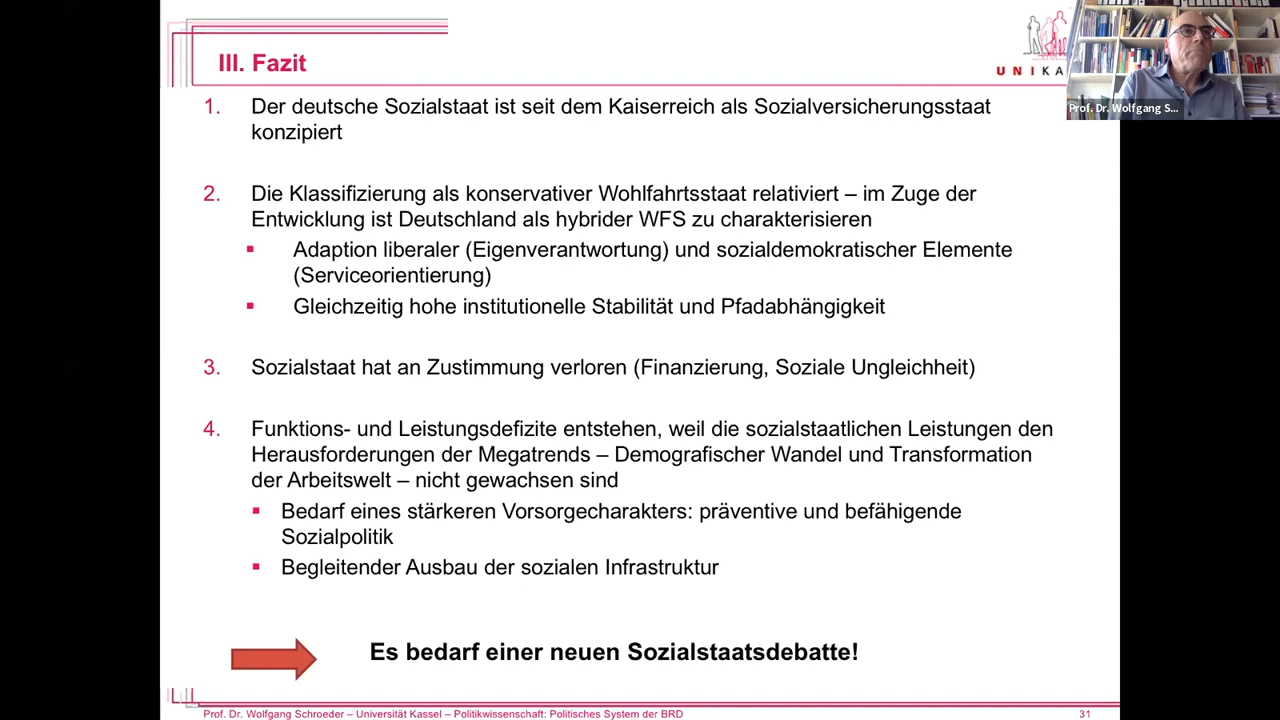 III. Fazit
UNIKA
Prof. Dr. Wolfgang S...
1. Der deutsche Sozialstaat ist seit dem Kaiserreich als Sozialversicherungsstaat
konzipiert
2. Die Klassifizierung als konservativer Wohlfahrtsstaat relativiert – im Zuge der
Entwicklung ist Deutschland als hybrider WFS zu charakterisieren
▪ Adaption liberaler (Eigenverantwortung) und sozialdemokratischer Elemente
(Serviceorientierung)
▪ Gleichzeitig hohe institutionelle Stabilität und Pfadabhängigkeit
3. Sozialstaat hat an Zustimmung verloren (Finanzierung, Soziale Ungleichheit)
4. Funktions- und Leistungsdefizite entstehen, weil die sozialstaatlichen Leistungen den
Herausforderungen der Megatrends – Demografischer Wandel und Transformation
der Arbeitswelt – nicht gewachsen sind
▪ Bedarf eines stärkeren Vorsorgecharakters: präventive und befähigende
Sozialpolitik
▪ Begleitender Ausbau der sozialen Infrastruktur
Es bedarf einer neuen Sozialstaatsdebatte!
Prof. Dr. Wolfgang Schroeder – Universität Kassel – Politikwissenschaft: Politisches System der BRD
31